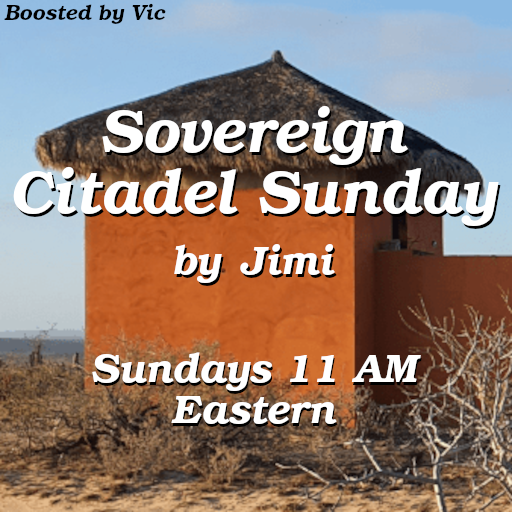 Boosted by Vic
Sovereign
Citadel Sunday
by Jimi
Sundays 11 AM
Eastern